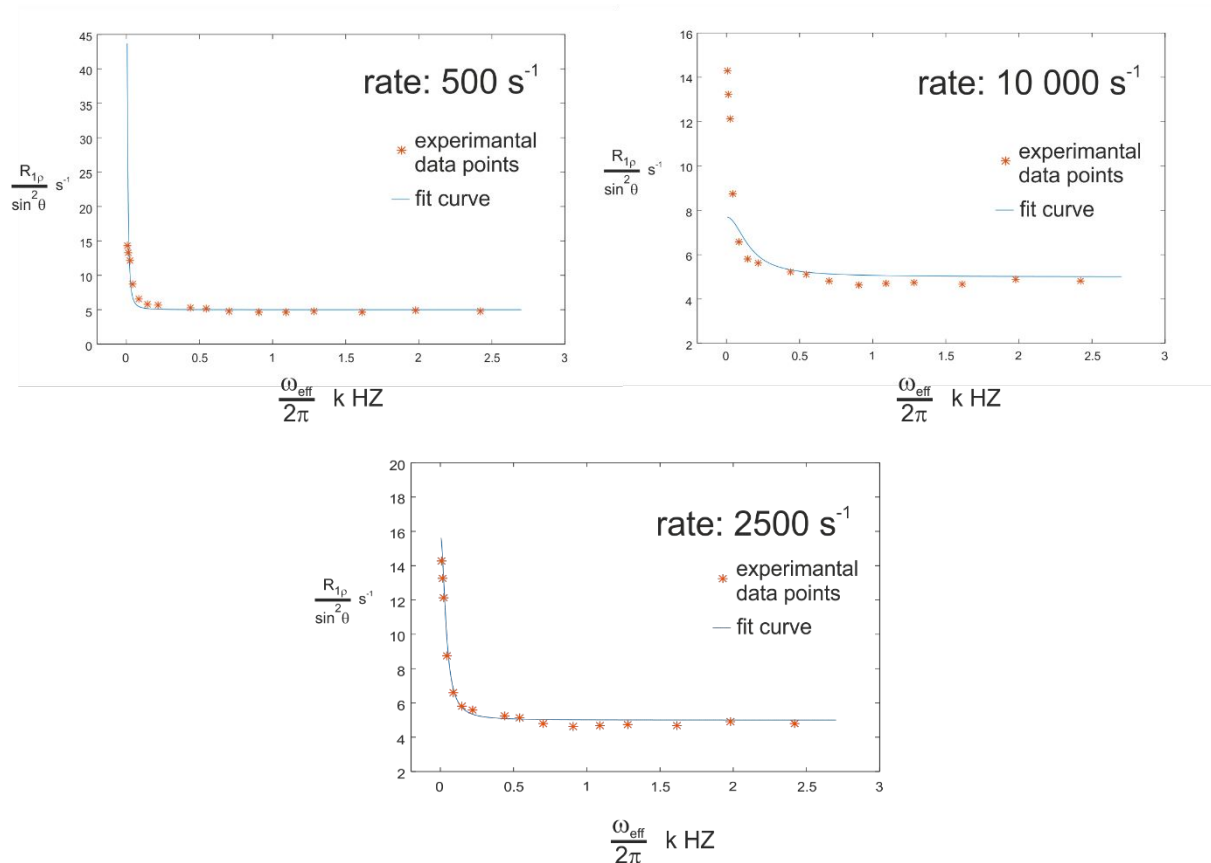 45
40
35
30
25
20
15
10
5
0
rate: 500 s⁻¹
experimantal
data points
fit curve
R₁ρ
sin²θ
s⁻¹
0
0.5
1
1.5
2
2.5
3
ω_eff
2π
k HZ
16
14
12
10
8
6
4
2
rate: 10 000 s⁻¹
experimantal
data points
fit curve
R₁ρ
sin²θ
s⁻¹
0
0.5
1
1.5
2
2.5
3
ω_eff
2π
k HZ
20
18
16
14
12
10
8
6
4
2
rate: 2500 s⁻¹
experimantal
data points
fit curve
R₁ρ
sin²θ
s⁻¹
0
0.5
1
1.5
2
2.5
3
ω_eff
2π
k HZ